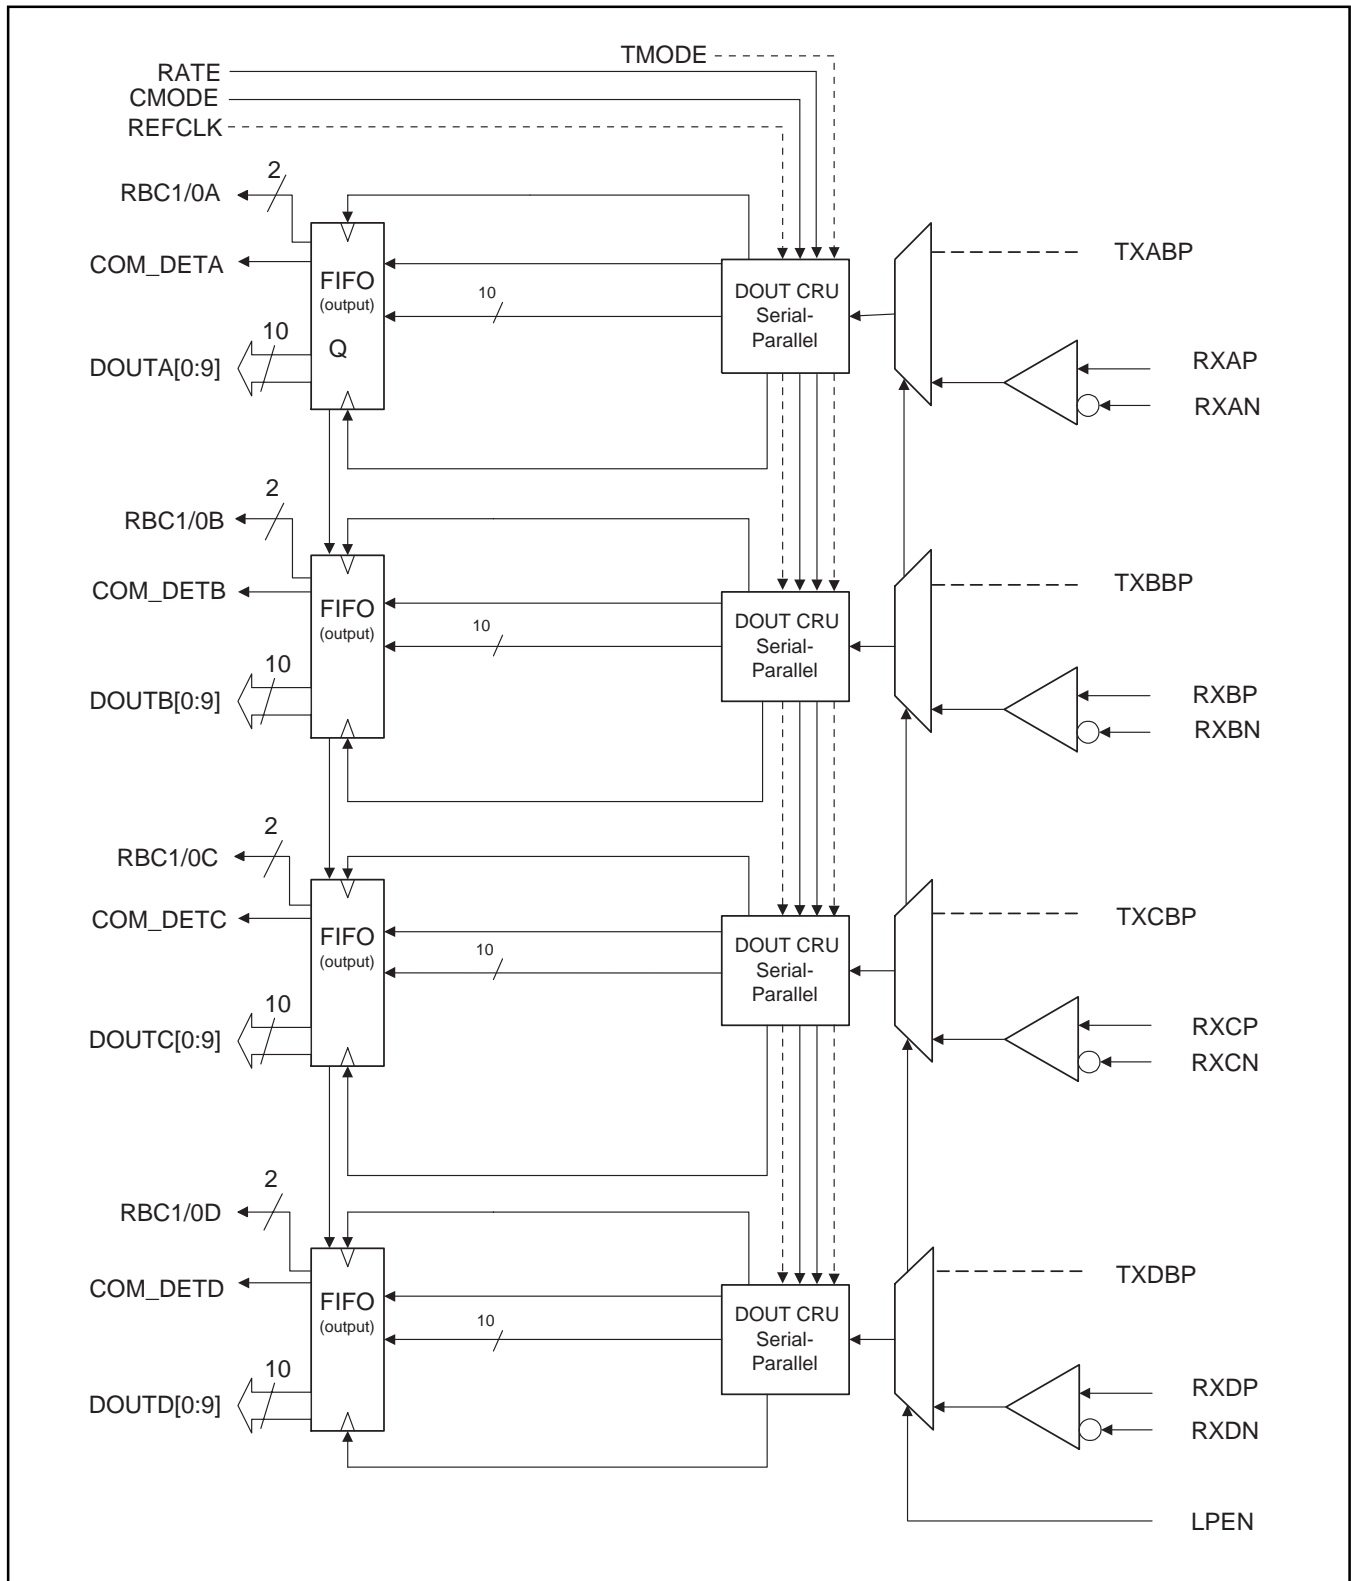 TMODE
RATE
CMODE
REFCLK
2
RBC1/0A
COM_DETA
FIFO
(output)
Q
10
DOUTA[0:9]
10
DOUT CRU
Serial-
Parallel
TXABP
RXAP
RXAN
2
RBC1/0B
COM_DETB
FIFO
(output)
10
DOUTB[0:9]
10
DOUT CRU
Serial-
Parallel
TXBBP
RXBP
RXBN
2
RBC1/0C
COM_DETC
FIFO
(output)
10
DOUTC[0:9]
10
DOUT CRU
Serial-
Parallel
TXCBP
RXCP
RXCN
2
RBC1/0D
COM_DETD
FIFO
(output)
10
DOUTD[0:9]
10
DOUT CRU
Serial-
Parallel
TXDBP
RXDP
RXDN
LPEN